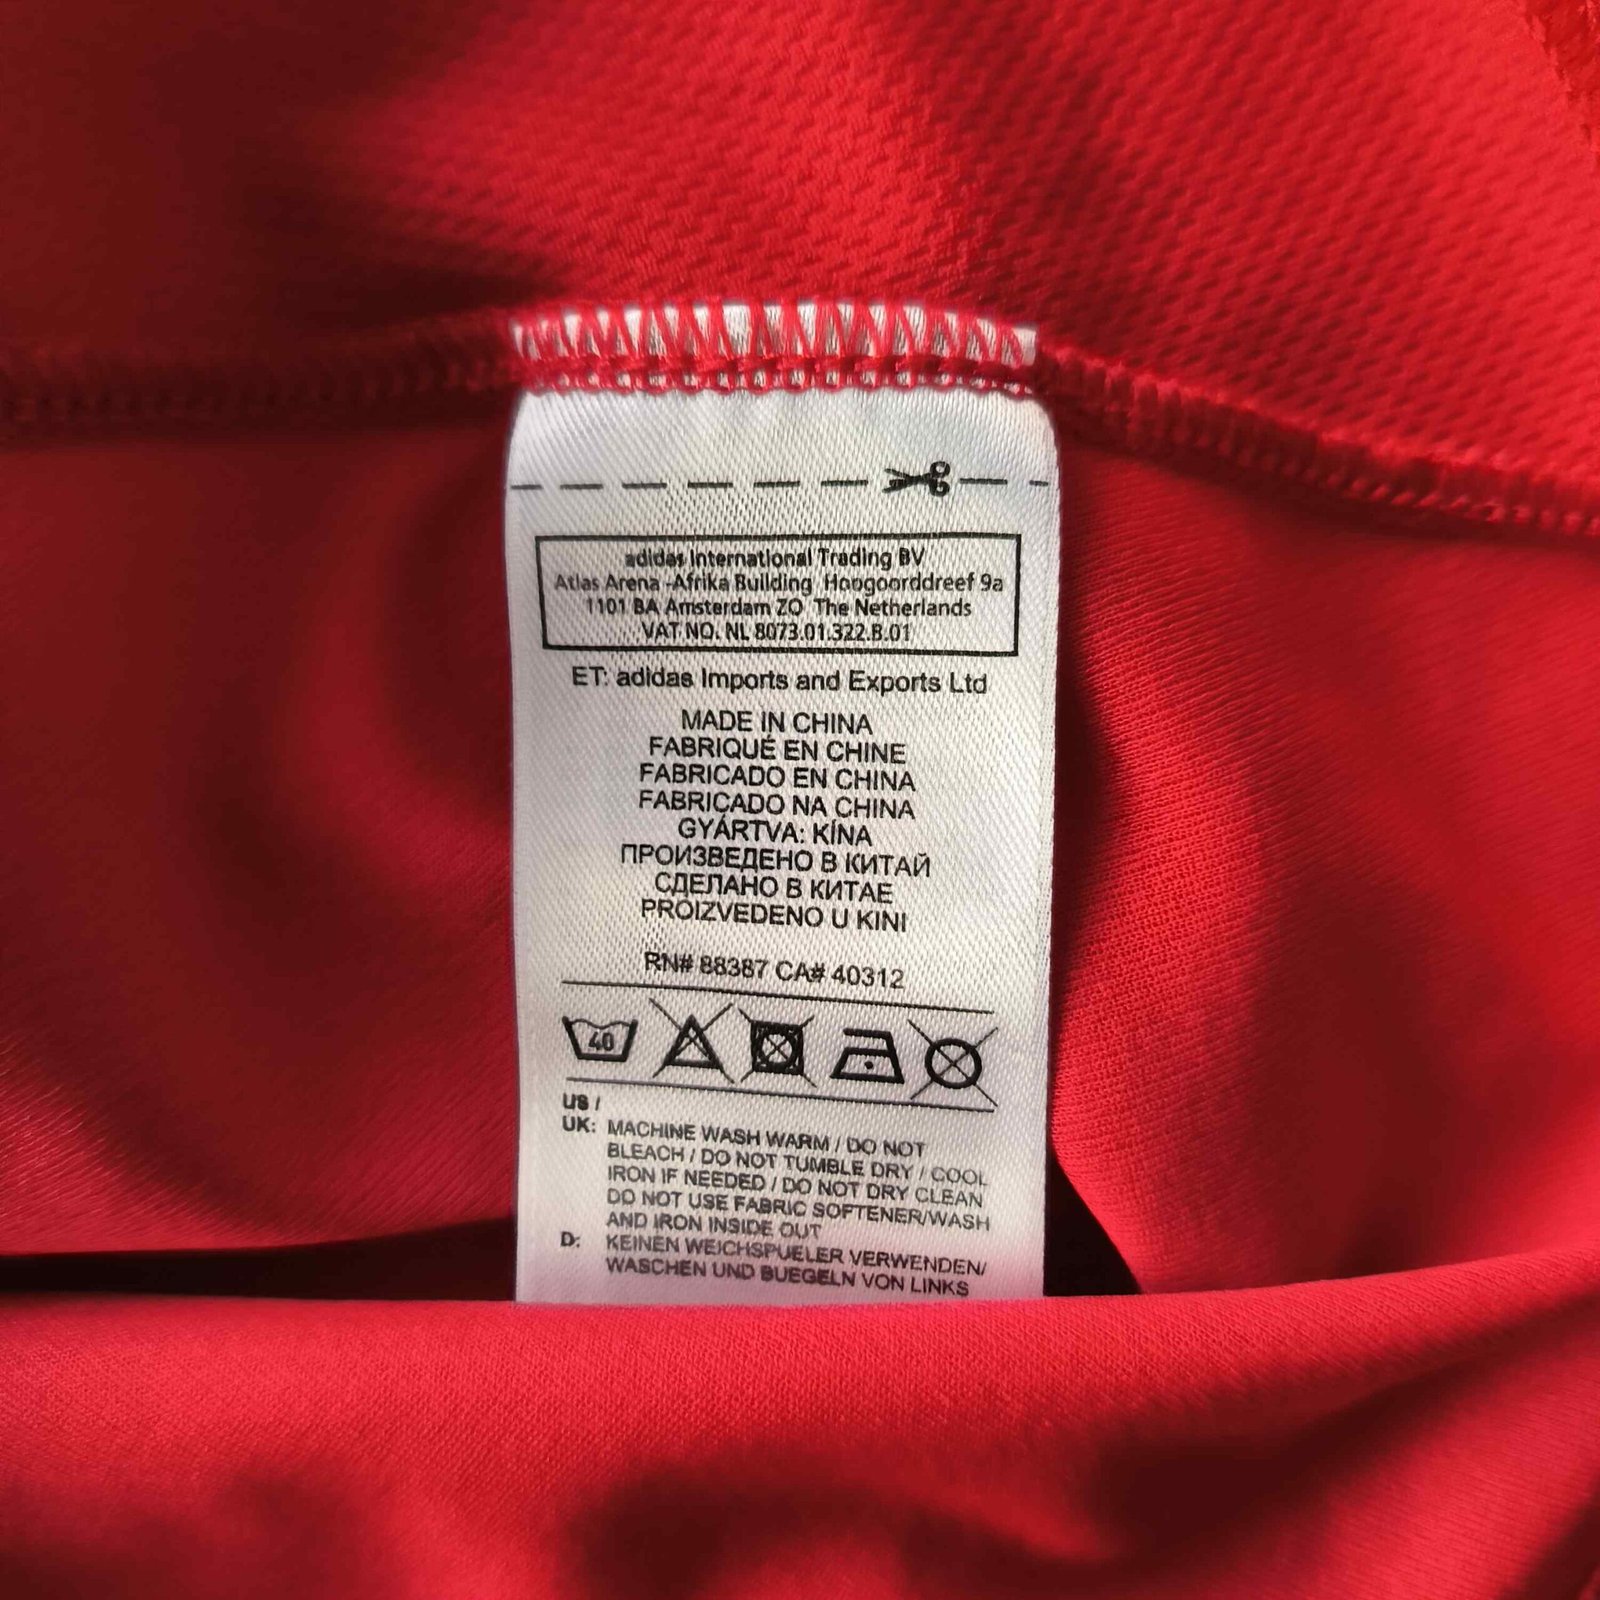 adidas International Trading BV
Atlas Arena -Afrika Building Hoogoorddreef 9a
1101 BA Amsterdam ZO The Netherlands
VAT NO. NL 8073.01.322.B.01
ET: adidas Imports and Exports Ltd
MADE IN CHINA
FABRIQUÉ EN CHINE
FABRICADO EN CHINA
FABRICADO NA CHINA
GYÁRTVA: KÍNA
ПРОИЗВЕДЕНО В КИТАЙ
СДЕЛАНО В КИТАЕ
PROIZVEDENO U KINI
RN# 88387 CA# 40312
40
US /
UK: MACHINE WASH WARM / DO NOT
BLEACH / DO NOT TUMBLE DRY / COOL
IRON IF NEEDED / DO NOT DRY CLEAN
DO NOT USE FABRIC SOFTENER/WASH
AND IRON INSIDE OUT
D: KEINEN WEICHSPUELER VERWENDEN/
WASCHEN UND BUEGELN VON LINKS